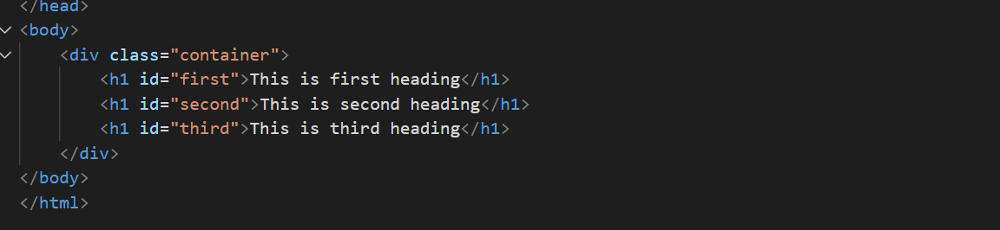 </head>
<body>
<div class="container">
<h1 id="first">This is first heading</h1>
<h1 id="second">This is second heading</h1>
<h1 id="third">This is third heading</h1>
</div>
</body>
</html>